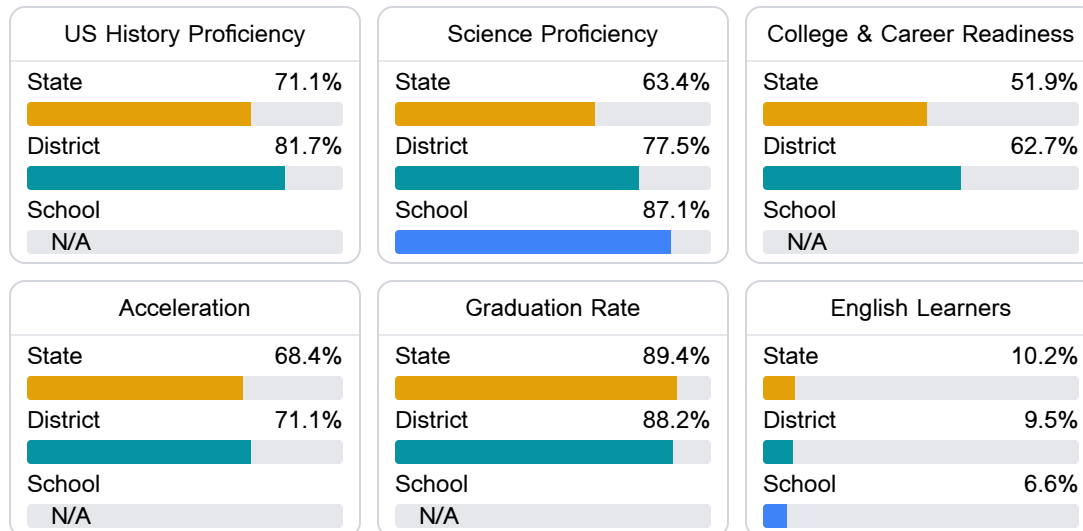 US History Proficiency
State 71.1%
District 81.7%
School
N/A
Science Proficiency
State 63.4%
District 77.5%
School 87.1%
College & Career Readiness
State 51.9%
District 62.7%
School
N/A
Acceleration
State 68.4%
District 71.1%
School
N/A
Graduation Rate
State 89.4%
District 88.2%
School
N/A
English Learners
State 10.2%
District 9.5%
School 6.6%